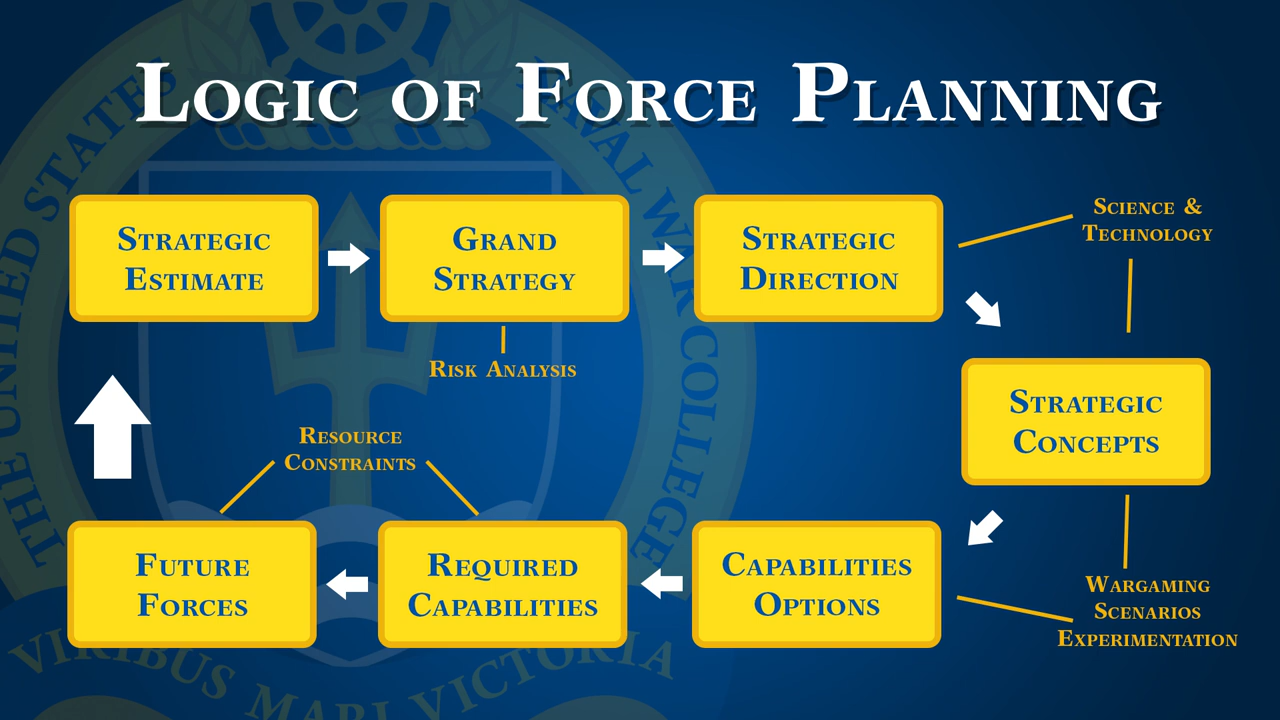 Logic of Force Planning
Strategic
Estimate
Grand
Strategy
Strategic
Direction
Science &
Technology
Risk Analysis
Strategic
Concepts
Resource
Constraints
Future
Forces
Required
Capabilities
Capabilities
Options
Wargaming
Scenarios
Experimentation
THE UNITED STATES NAVAL WAR COLLEGE
VIRIBUS MARI VICTORIA